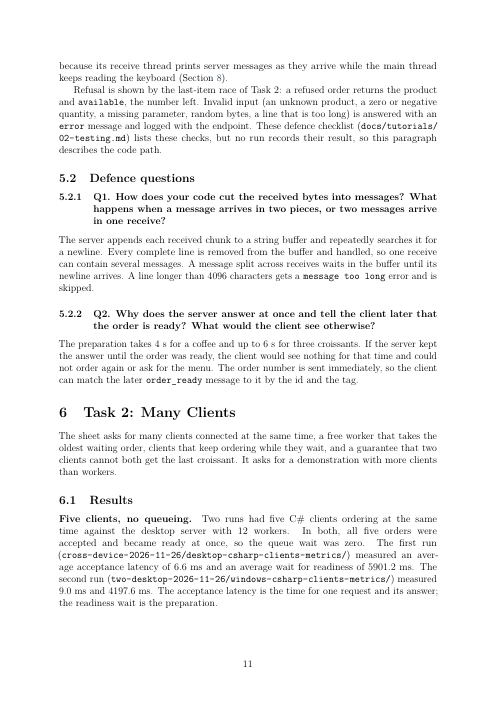 because its receive thread prints server messages as they arrive while the main thread
keeps reading the keyboard (Section 8).
Refusal is shown by the last-item race of Task 2: a refused order returns the product
and available, the number left. Invalid input (an unknown product, a zero or negative
quantity, a missing parameter, random bytes, a line that is too long) is answered with an
error message and logged with the endpoint. These defence checklist (docs/tutorials/
02-testing.md) lists these checks, but no run records their result, so this paragraph
describes the code path.
5.2 Defence questions
5.2.1 Q1. How does your code cut the received bytes into messages? What
happens when a message arrives in two pieces, or two messages arrive
in one receive?
The server appends each received chunk to a string buffer and repeatedly searches it for
a newline. Every complete line is removed from the buffer and handled, so one receive
can contain several messages. A message split across receives waits in the buffer until its
newline arrives. A line longer than 4096 characters gets a message too long error and is
skipped.
5.2.2 Q2. Why does the server answer at once and tell the client later that
the order is ready? What would the client see otherwise?
The preparation takes 4 s for a coffee and up to 6 s for three croissants. If the server kept
the answer until the order was ready, the client would see nothing for that time and could
not order again or ask for the menu. The order number is sent immediately, so the client
can match the later order_ready message to it by the id and the tag.
6 Task 2: Many Clients
The sheet asks for many clients connected at the same time, a free worker that takes the
oldest waiting order, clients that keep ordering while they wait, and a guarantee that two
clients cannot both get the last croissant. It asks for a demonstration with more clients
than workers.
6.1 Results
Five clients, no queueing. Two runs had five C# clients ordering at the same
time against the desktop server with 12 workers. In both, all five orders were
accepted and became ready at once, so the queue wait was zero. The first run
(cross-device-2026-11-26/desktop-csharp-clients-metrics/) measured an aver-
age acceptance latency of 6.6 ms and an average wait for readiness of 5901.2 ms. The
second run (two-desktop-2026-11-26/windows-csharp-clients-metrics/) measured
9.0 ms and 4197.6 ms. The acceptance latency is the time for one request and its answer;
the readiness wait is the preparation.
11